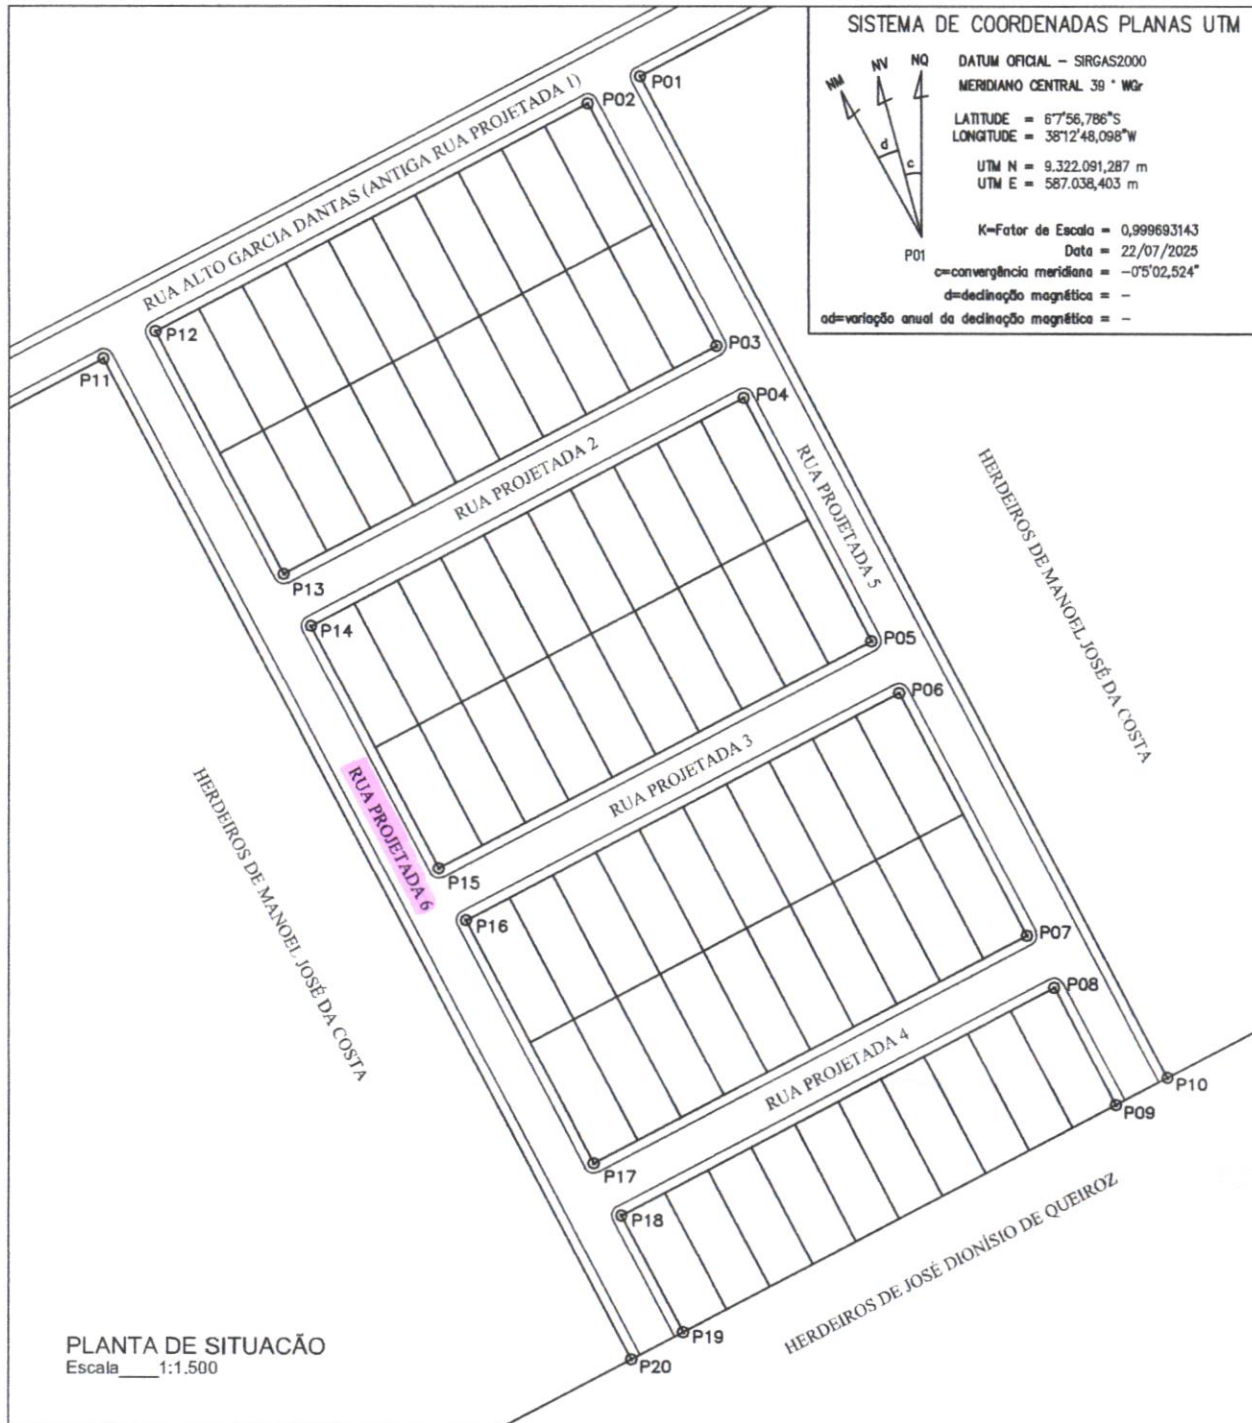 SISTEMA DE COORDENADAS PLANAS UTM
NM
NV
NQ
d
c
P01
DATUM OFICIAL - SIRGAS2000
MERIDIANO CENTRAL 39 ° WGr
LATITUDE = 6°7'56,786"S
LONGITUDE = 38°12'48,098"W
UTM N = 9.322.091,287 m
UTM E = 587.038,403 m
K=Fator de Escala = 0,999693143
Data = 22/07/2025
c=convergência meridiana = -0°5'02,524"
d=declinação magnética = -
ad=variação anual da declinação magnética = -
P01
P02
RUA ALTO GARCIA DANTAS (ANTIGA RUA PROJETADA 1)
P12
P11
P03
P04
RUA PROJETADA 2
P13
P14
RUA PROJETADA 5
HERDEIROS DE MANOEL JOSÉ DA COSTA
P05
P06
RUA PROJETADA 3
RUA PROJETADA 6
HERDEIROS DE MANOEL JOSÉ DA COSTA
P15
P16
P07
P08
RUA PROJETADA 4
P10
P09
P17
P18
HERDEIROS DE JOSÉ DIONÍSIO DE QUEIROZ
P19
P20
PLANTA DE SITUACÃO
Escala____1:1.500